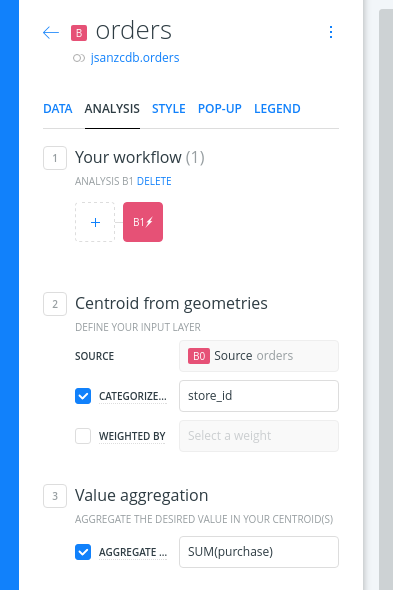 B orders
jsanzcdb.orders
DATA ANALYSIS STYLE POP-UP LEGEND
1 Your workflow (1)
ANALYSIS B1 DELETE
+ B1
2 Centroid from geometries
DEFINE YOUR INPUT LAYER
SOURCE B0 Source orders
CATEGORIZE... store_id
WEIGHTED BY Select a weight
3 Value aggregation
AGGREGATE THE DESIRED VALUE IN YOUR CENTROID(S)
AGGREGATE ... SUM(purchase)